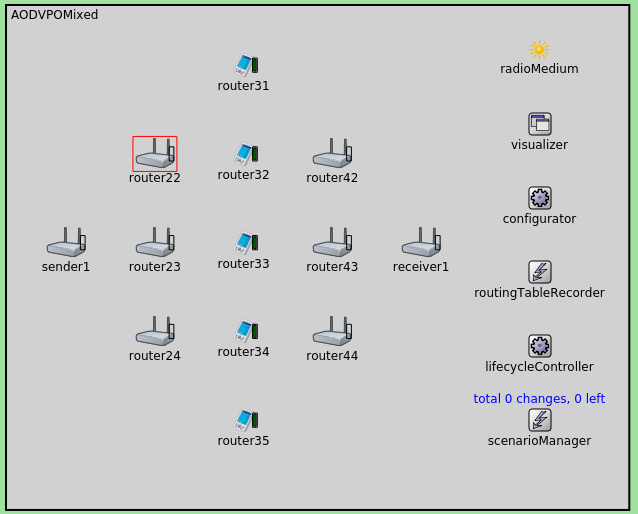 AODVPOMixed
router31
radioMedium
router22
router32
router42
visualizer
configurator
sender1
router23
router33
router43
receiver1
routingTableRecorder
router24
router34
router44
lifecycleController
total 0 changes, 0 left
router35
scenarioManager